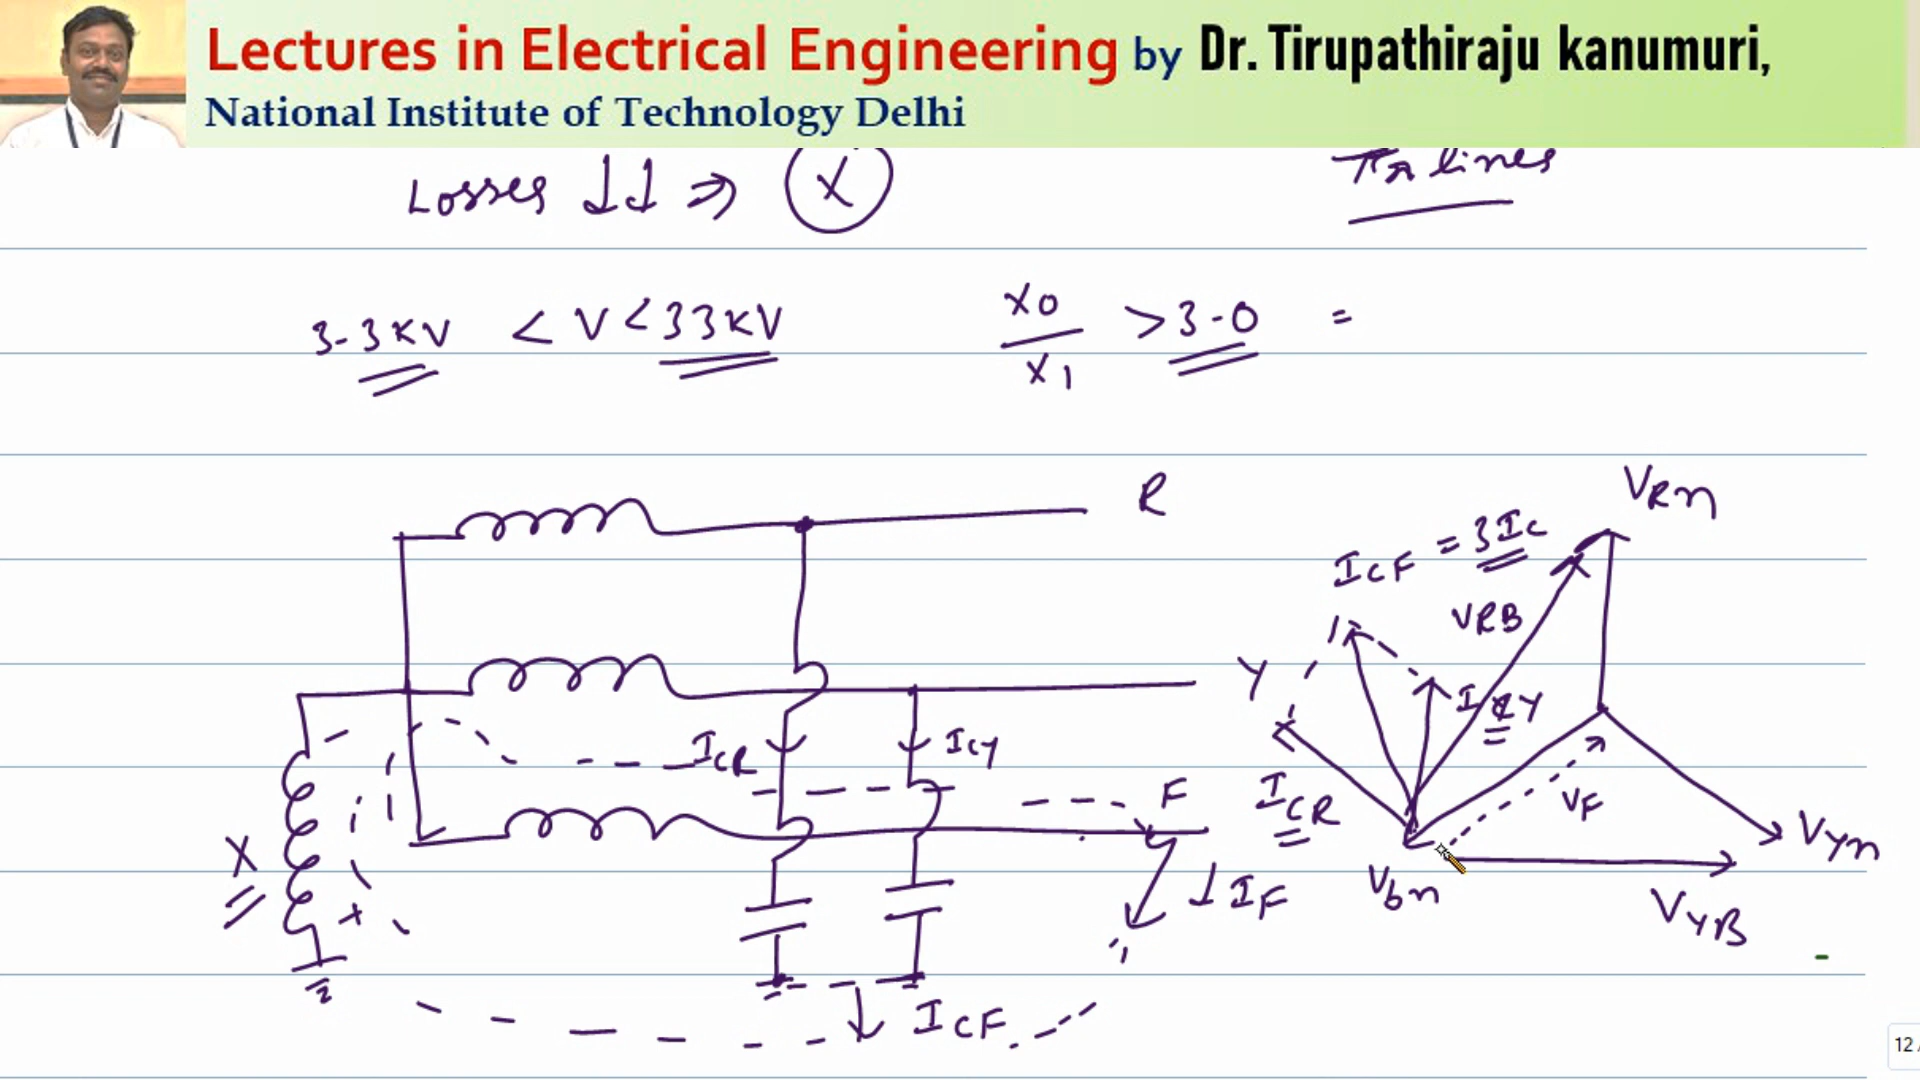 Lectures in Electrical Engineering by Dr. Tirupathiraju kanumuri,
National Institute of Technology Delhi
Losses ↓↓ ⇒ X
lines
3.3KV < V < 33KV
X0 / X1 > 3.0 =
R
VRn
ICF = 3IC
VRB
Y
ICY
ICR
ICY
F
ICR
VF
VYn
X
IF
Vbn
VYB
ICF
12